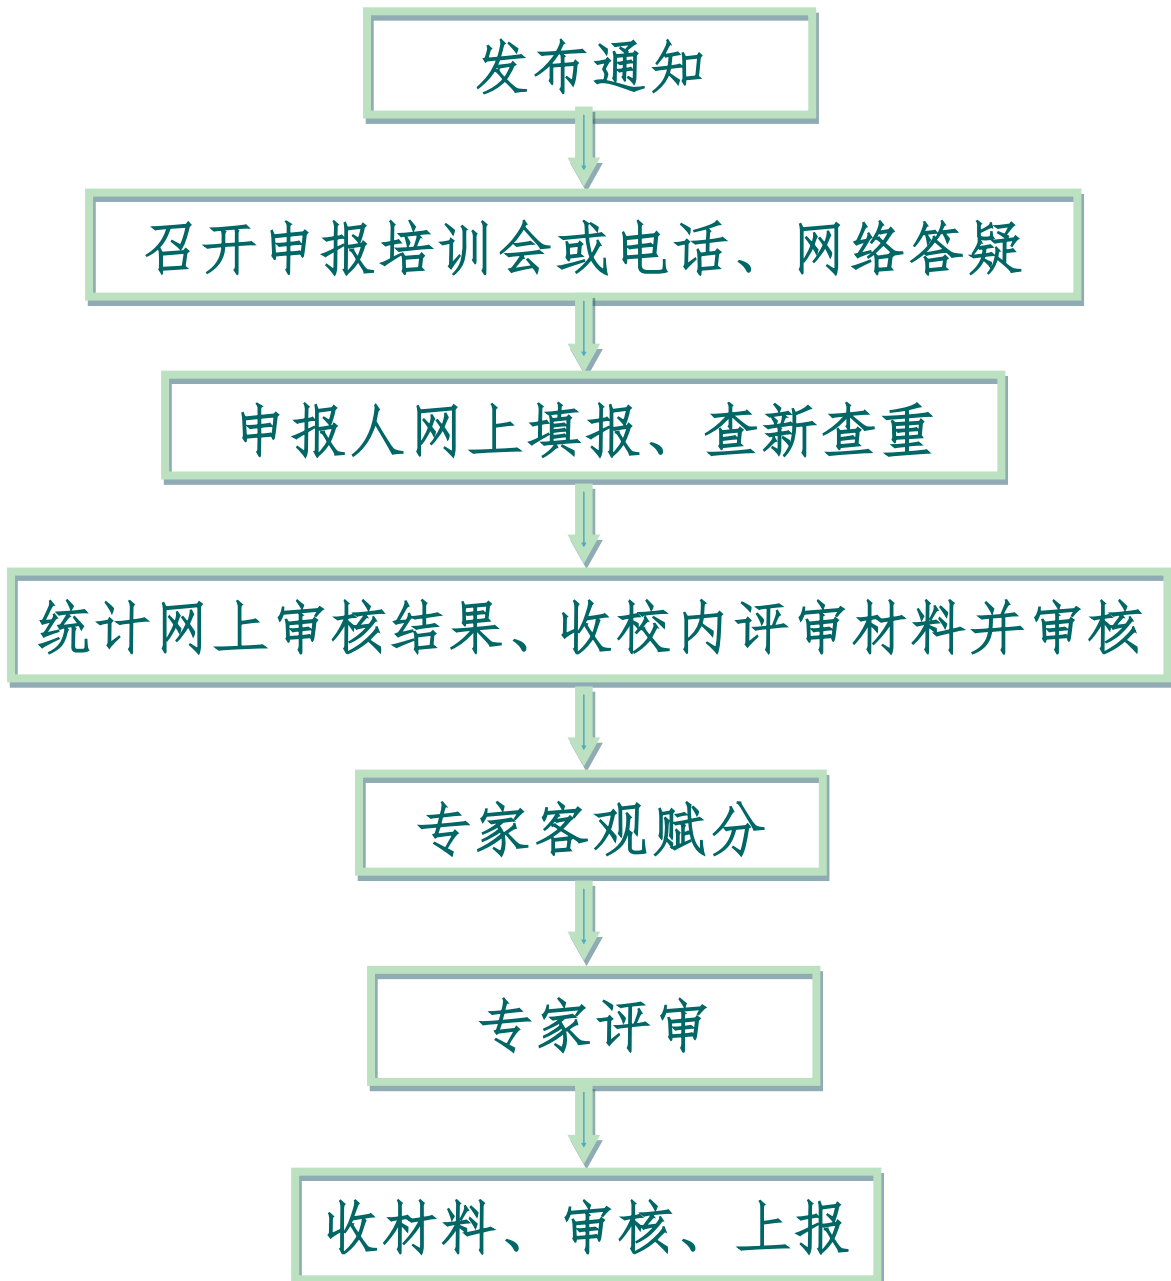 发布通知
召开申报培训会或电话、网络答疑
申报人网上填报、查新查重
统计网上审核结果、收校内评审材料并审核
专家客观赋分
专家评审
收材料、审核、上报